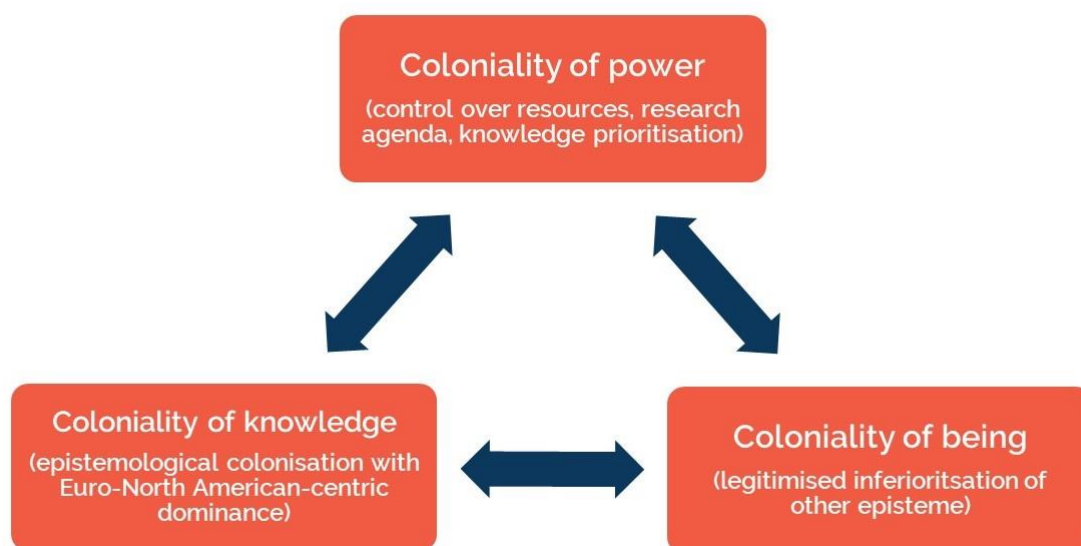 Coloniality of power
(control over resources, research
agenda, knowledge prioritisation)
Coloniality of knowledge
(epistemological colonisation with
Euro-North American-centric
dominance)
Coloniality of being
(legitimised inferioritsation of
other episteme)